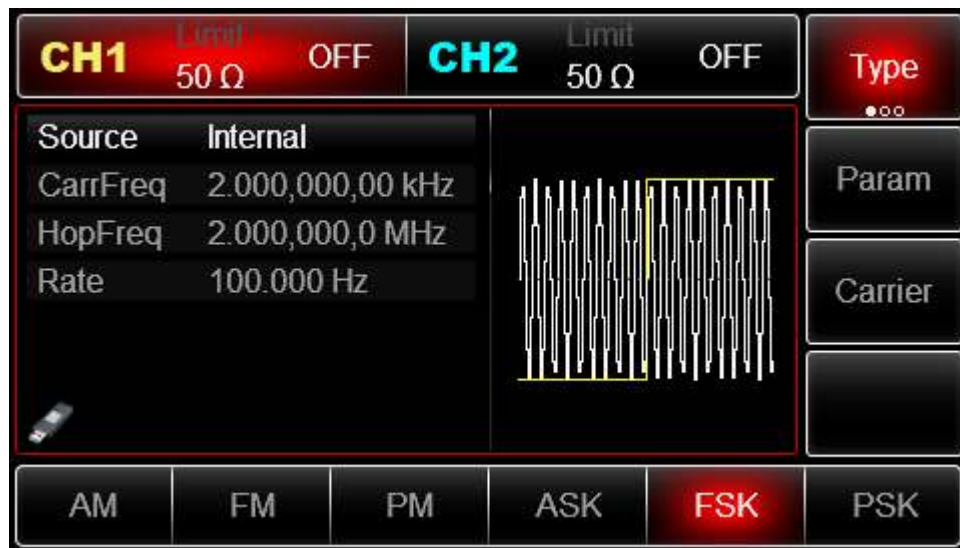 CH1 Limit 50 Ω OFF
CH2 Limit 50 Ω OFF
Type
Source Internal
CarrFreq 2.000,000,00 kHz
HopFreq 2.000,000,0 MHz
Rate 100.000 Hz
Param
Carrier
AM FM PM ASK FSK PSK